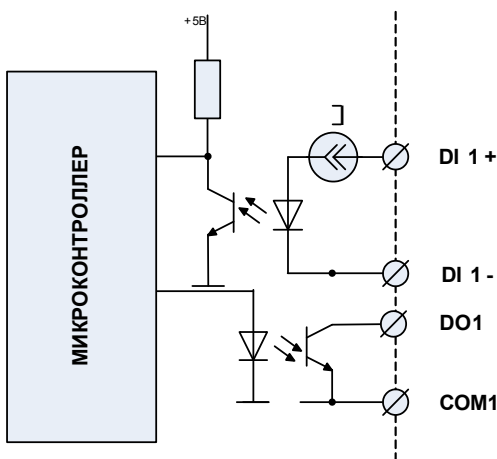 +5В
J
DI 1 +
МИКРОКОНТРОЛЛЕР
DI 1 -
DO1
COM1